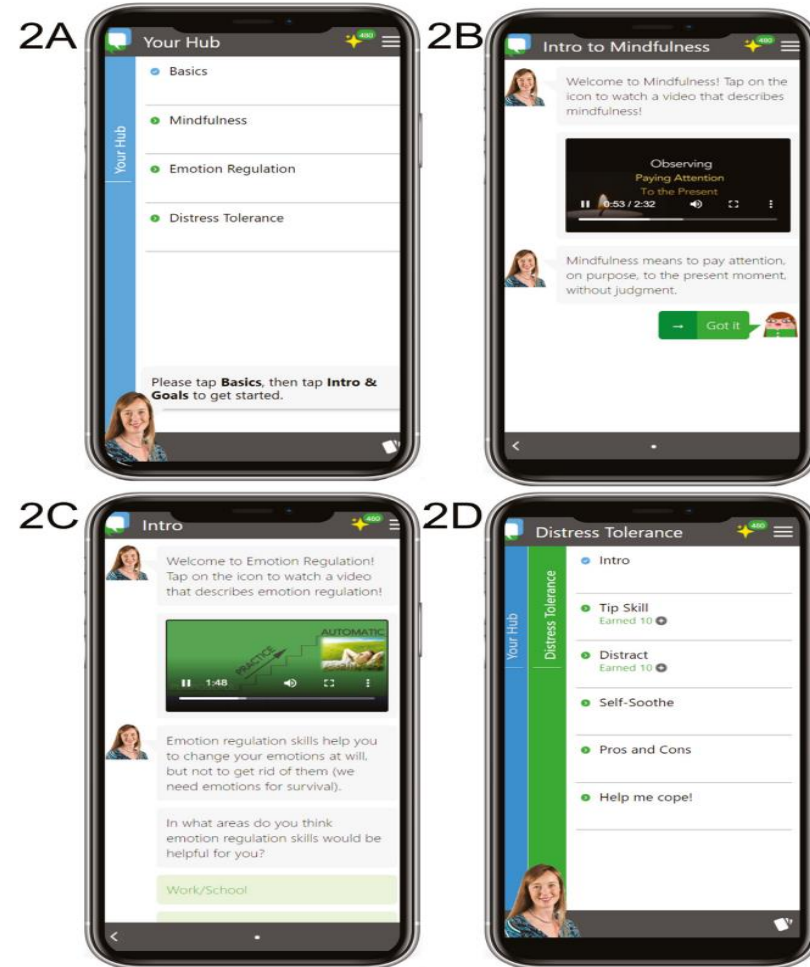 2A
Your Hub
480
Your Hub
Basics
Mindfulness
Emotion Regulation
Distress Tolerance
Please tap Basics, then tap Intro &
Goals to get started.
2B
Intro to Mindfulness
480
Welcome to Mindfulness! Tap on the
icon to watch a video that describes
mindfulness!
Observing
Paying Attention
To the Present
0:53 / 2:32
Mindfulness means to pay attention,
on purpose, to the present moment,
without judgment.
→ Got it
2C
Intro
480
Welcome to Emotion Regulation!
Tap on the icon to watch a video
that describes emotion regulation!
AUTOMATIC
PRACTICE
1:48
Emotion regulation skills help you
to change your emotions at will,
but not to get rid of them (we
need emotions for survival).
In what areas do you think
emotion regulation skills would be
helpful for you?
Work/School
2D
Distress Tolerance
480
Your Hub
Distress Tolerance
Intro
Tip Skill
Earned 10
Distract
Earned 10
Self-Soothe
Pros and Cons
Help me cope!